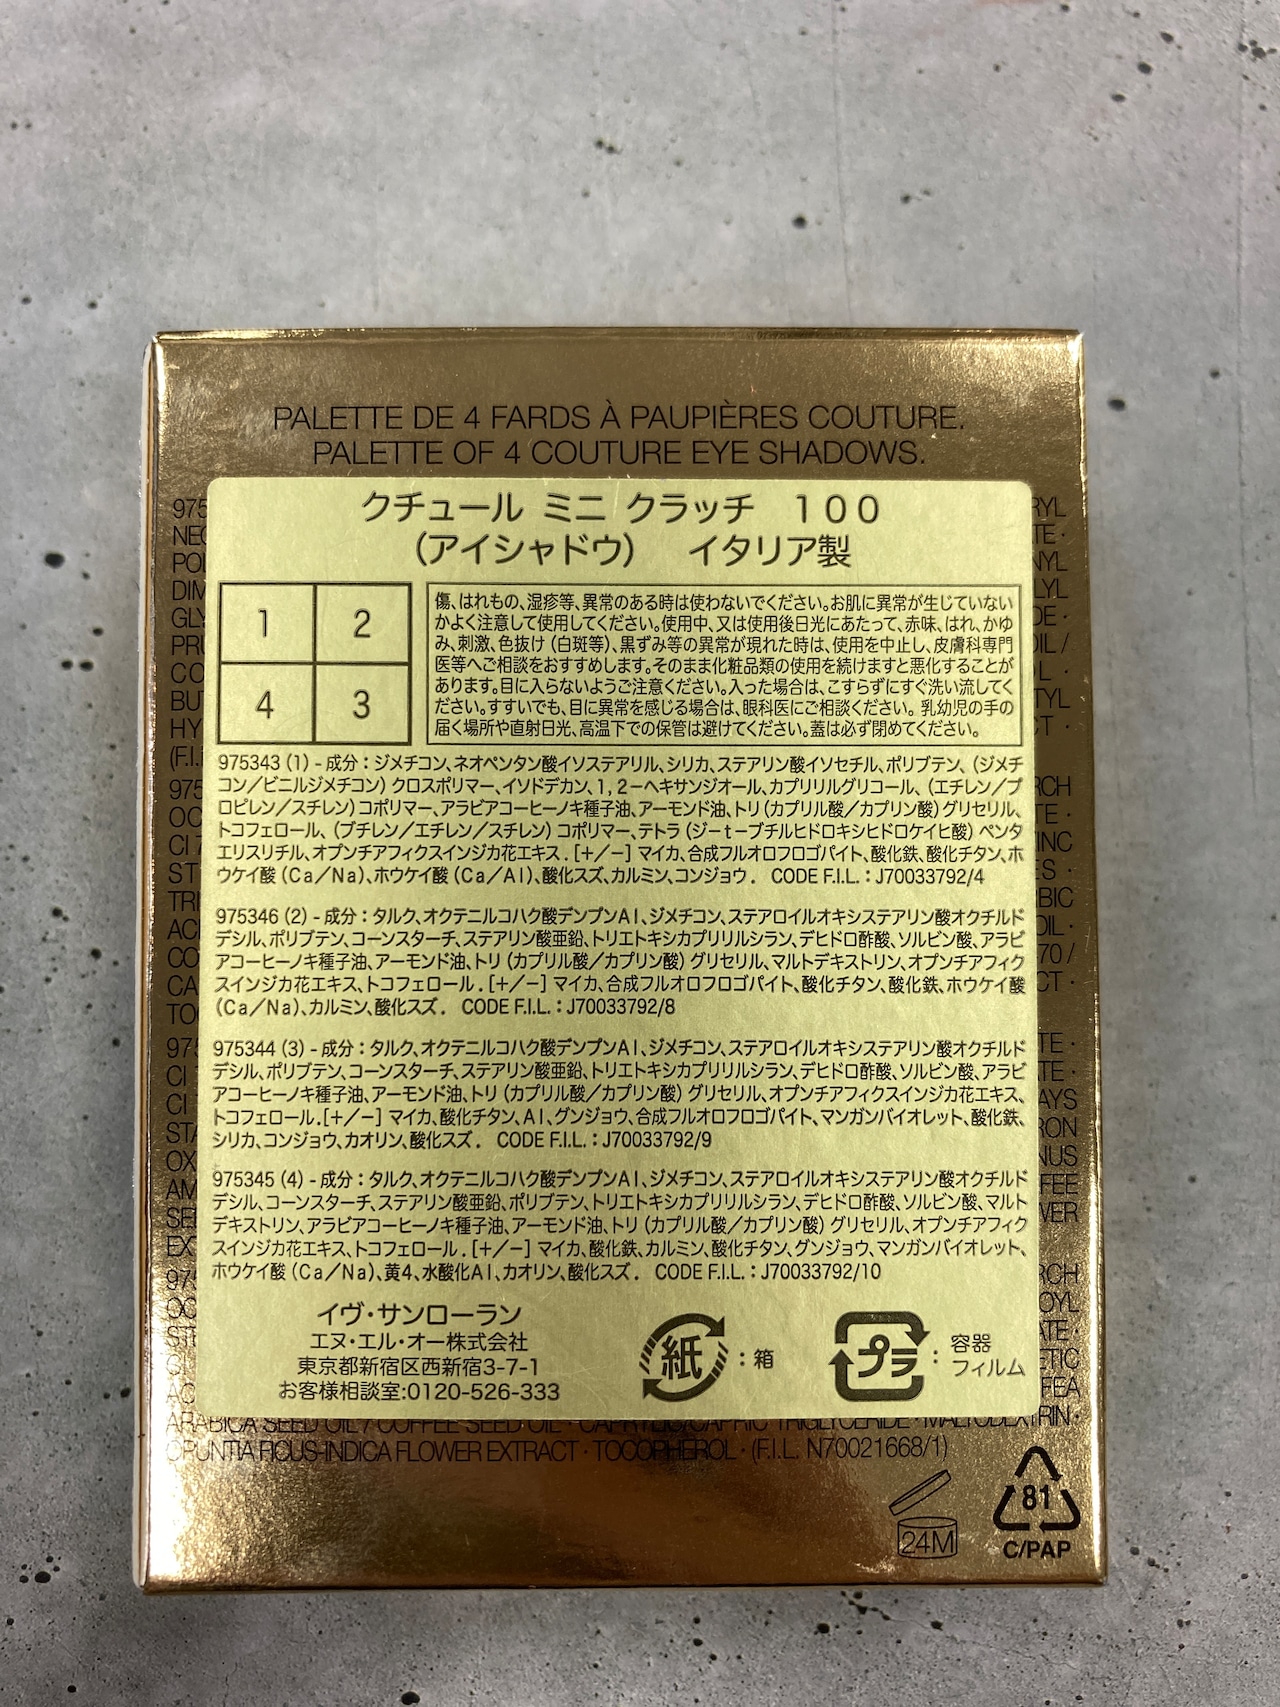 PALETTE DE 4 FARDS À PAUPIÈRES COUTURE.
PALETTE OF 4 COUTURE EYE SHADOWS.
クチュール ミニ クラッチ 100
(アイシャドウ) イタリア製
1 2
4 3
傷、はれもの、湿疹等、異常のある時は使わないでください。お肌に異常が生じていない
かよく注意して使用してください。使用中、又は使用後日光にあたって、赤味、はれ、かゆ
み、刺激、色抜け(白斑等)、黒ずみ等の異常が現れた時は、使用を中止し、皮膚科専門
医等へご相談をおすすめします。そのまま化粧品類の使用を続けますと悪化することが
あります。目に入らないようご注意ください。入った場合は、こすらずにすぐ洗い流してく
ださい。すすいでも、目に異常を感じる場合は、眼科医にご相談ください。乳幼児の手の
届く場所や直射日光、高温下での保管は避けてください。蓋は必ず閉めてください。
975343 (1) - 成分:ジメチコン、ネオペンタン酸イソステアリル、シリカ、ステアリン酸イソセチル、ポリブテン、(ジメチ
コン/ビニルジメチコン)クロスポリマー、イソドデカン、1,2-ヘキサンジオール、カプリリルグリコール、(エチレン/プ
ロピレン/スチレン)コポリマー、アラビアコーヒーノキ種子油、アーモンド油、トリ(カプリル酸/カプリン酸)グリセリル、
トコフェロール、(ブチレン/エチレン/スチレン)コポリマー、テトラ(ジーt-ブチルヒドロキシヒドロケイヒ酸)ペンタ
エリスリチル、オプンチアフィクスインジカ花エキス.[+/-]マイカ、合成フルオロフロゴパイト、酸化鉄、酸化チタン、ホ
ウケイ酸(Ca/Na)、ホウケイ酸(Ca/Al)、酸化スズ、カルミン、コンジョウ. CODE F.I.L.:J70033792/4
975346 (2) - 成分:タルク、オクテニルコハク酸デンプンAl、ジメチコン、ステアロイルオキシステアリン酸オクチルド
デシル、ポリブテン、コーンスターチ、ステアリン酸亜鉛、トリエトキシカプリリルシラン、デヒドロ酢酸、ソルビン酸、アラビ
アコーヒーノキ種子油、アーモンド油、トリ(カプリル酸/カプリン酸)グリセリル、マルトデキストリン、オプンチアフィク
スインジカ花エキス、トコフェロール.[+/-]マイカ、合成フルオロフロゴパイト、酸化チタン、酸化鉄、ホウケイ酸
(Ca/Na)、カルミン、酸化スズ. CODE F.I.L.:J70033792/8
975344 (3) - 成分:タルク、オクテニルコハク酸デンプンAl、ジメチコン、ステアロイルオキシステアリン酸オクチルド
デシル、ポリブテン、コーンスターチ、ステアリン酸亜鉛、トリエトキシカプリリルシラン、デヒドロ酢酸、ソルビン酸、アラビ
アコーヒーノキ種子油、アーモンド油、トリ(カプリル酸/カプリン酸)グリセリル、オプンチアフィクスインジカ花エキス、
トコフェロール.[+/-]マイカ、酸化チタン、Al、グンジョウ、合成フルオロフロゴパイト、マンガンバイオレット、酸化鉄、
シリカ、コンジョウ、カオリン、酸化スズ. CODE F.I.L.:J70033792/9
975345 (4) - 成分:タルク、オクテニルコハク酸デンプンAl、ジメチコン、ステアロイルオキシステアリン酸オクチルド
デシル、コーンスターチ、ステアリン酸亜鉛、ポリブテン、トリエトキシカプリリルシラン、デヒドロ酢酸、ソルビン酸、マルト
デキストリン、アラビアコーヒーノキ種子油、アーモンド油、トリ(カプリル酸/カプリン酸)グリセリル、オプンチアフィク
スインジカ花エキス、トコフェロール.[+/-]マイカ、酸化鉄、カルミン、酸化チタン、グンジョウ、マンガンバイオレット、
ホウケイ酸(Ca/Na)、黄4、水酸化Al、カオリン、酸化スズ. CODE F.I.L.:J70033792/10
イヴ・サンローラン
エヌ・エル・オー株式会社
東京都新宿区西新宿3-7-1
お客様相談室:0120-526-333
紙:箱
プラ:容器
フィルム
ARABICA SEED OIL / COFFEE SEED OIL · CAPRYLIC/CAPRIC TRIGLYCERIDE · MALTODEXTRIN ·
OPUNTIA FICUS-INDICA FLOWER EXTRACT · TOCOPHEROL · (F.I.L. N70021668/1)
24M
81
C/PAP